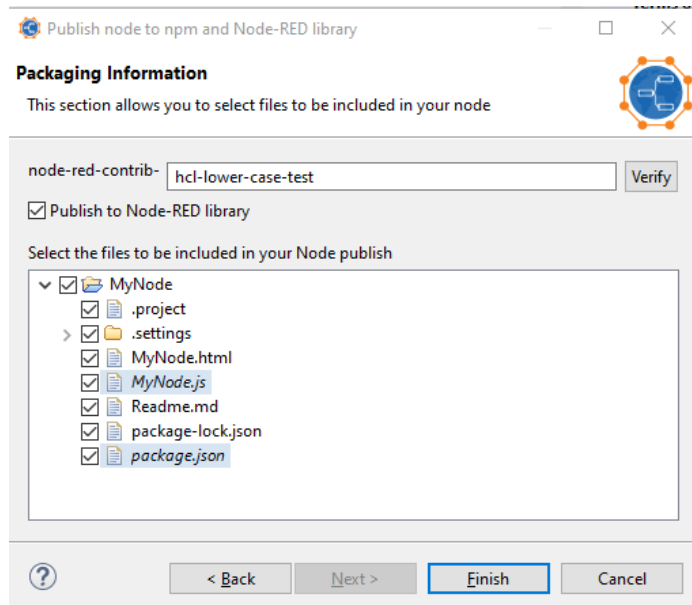 Publish node to npm and Node-RED library
Packaging Information
This section allows you to select files to be included in your node
node-red-contrib- hcl-lower-case-test Verify
Publish to Node-RED library
Select the files to be included in your Node publish
MyNode
.project
.settings
MyNode.html
MyNode.js
Readme.md
package-lock.json
package.json
< Back Next > Finish Cancel